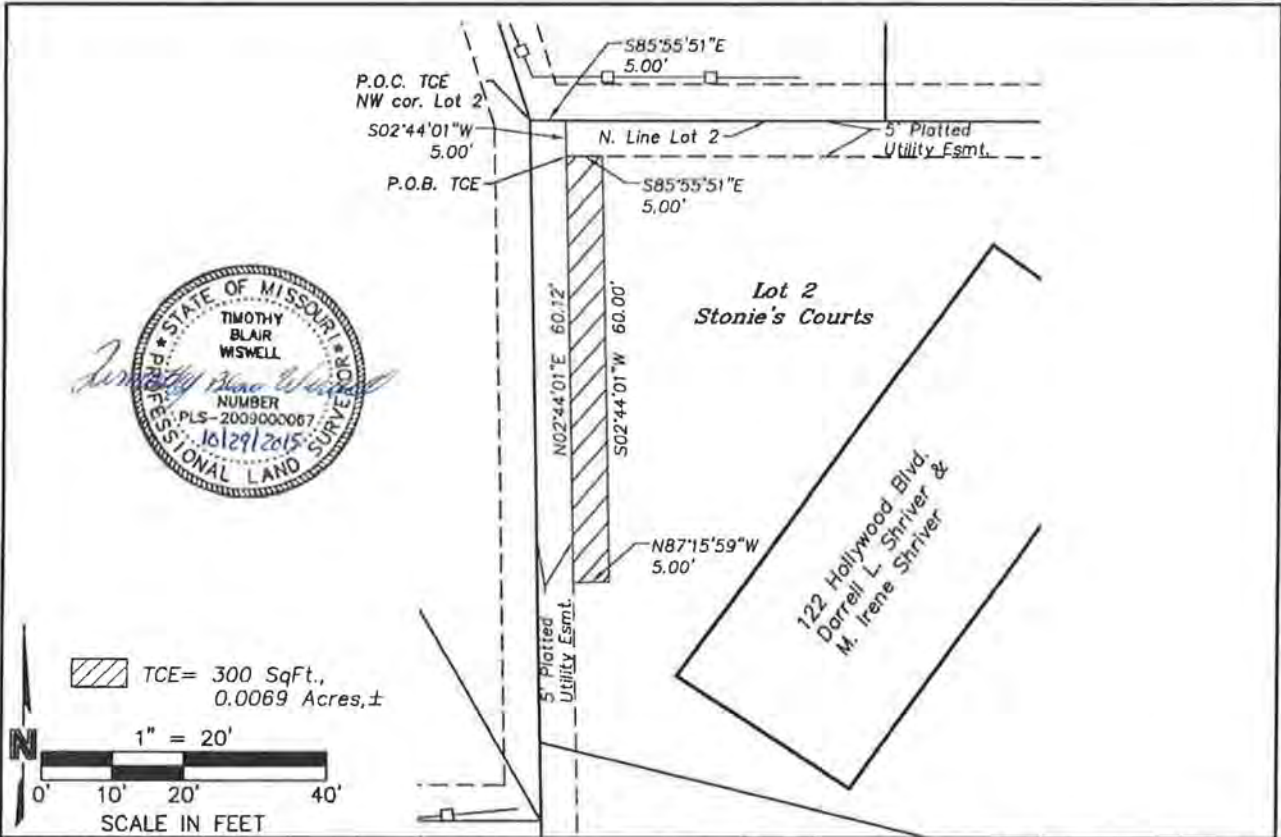 S85°55'51"E
5.00'
P.O.C. TCE
NW cor. Lot 2
S02°44'01"W
5.00'
N. Line Lot 2
5' Platted
Utility Esmt.
P.O.B. TCE
S85°55'51"E
5.00'
Lot 2
Stonie's Courts
N02°44'01"E 60.12'
S02°44'01"W 60.00'
STATE OF MISSOURI
TIMOTHY
BLAIR
WISWELL
Timothy Blair Wiswell
NUMBER
PLS-2009000067
10/29/2015
PROFESSIONAL LAND SURVEYOR
N87°15'59"W
5.00'
122 Hollywood Blvd.
Darrell L. Shriver &
M. Irene Shriver
5' Platted
Utility Esmt.
TCE= 300 SqFt.,
0.0069 Acres,±
N
1" = 20'
0' 10' 20' 40'
SCALE IN FEET